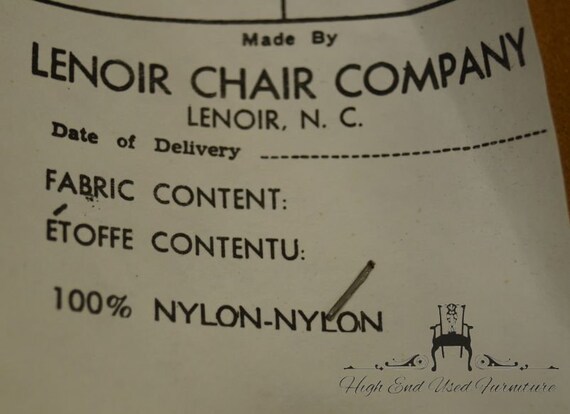 Made By
LENOIR CHAIR COMPANY
LENOIR, N. C.
Date of Delivery
FABRIC CONTENT:
ÉTOFFE CONTENTU:
100% NYLON-NYLON
High End Used Furniture